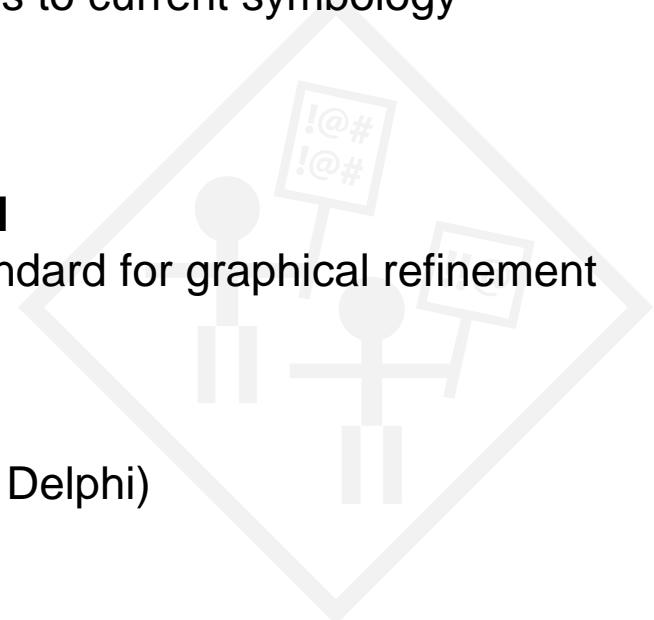 s to current symbology
!@#
!@#
ndard for graphical refinement
Delphi)